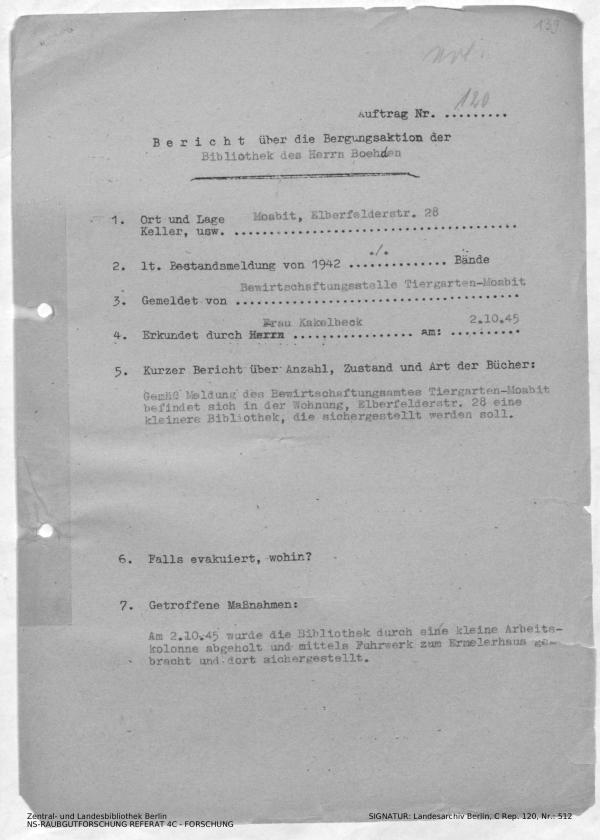 139
Auftrag Nr. 120 .........
B e r i c h t über die Bergungsaktion der
Bibliothek des Herrn Boehden
1. Ort und Lage Moabit, Elberfelderstr. 28
Keller, usw. .....................................
2. lt. Bestandsmeldung von 1942 ./. .............. Bände
Bewirtschaftungsstelle Tiergarten-Moabit
3. Gemeldet von .....................................
Frau Kakelbeck 2.10.45
4. Erkundet durch Herrn ................. am: ..........
5. Kurzer Bericht über Anzahl, Zustand und Art der Bücher:
Gemäß Meldung des Bewirtschaftungsamtes Tiergarten-Moabit
befindet sich in der Wohnung, Elberfelderstr. 28 eine
kleinere Bibliothek, die sichergestellt werden soll.
6. Falls evakuiert, wohin?
7. Getroffene Maßnahmen:
Am 2.10.45 wurde die Bibliothek durch eine kleine Arbeits-
kolonne abgeholt und mittels Fuhrwerk zum Ermelerhaus ge-
bracht und dort sichergestellt.
Zentral- und Landesbibliothek Berlin
NS-RAUBGUTFORSCHUNG REFERAT 4C - FORSCHUNG
SIGNATUR: Landesarchiv Berlin, C Rep. 120, Nr.: 512